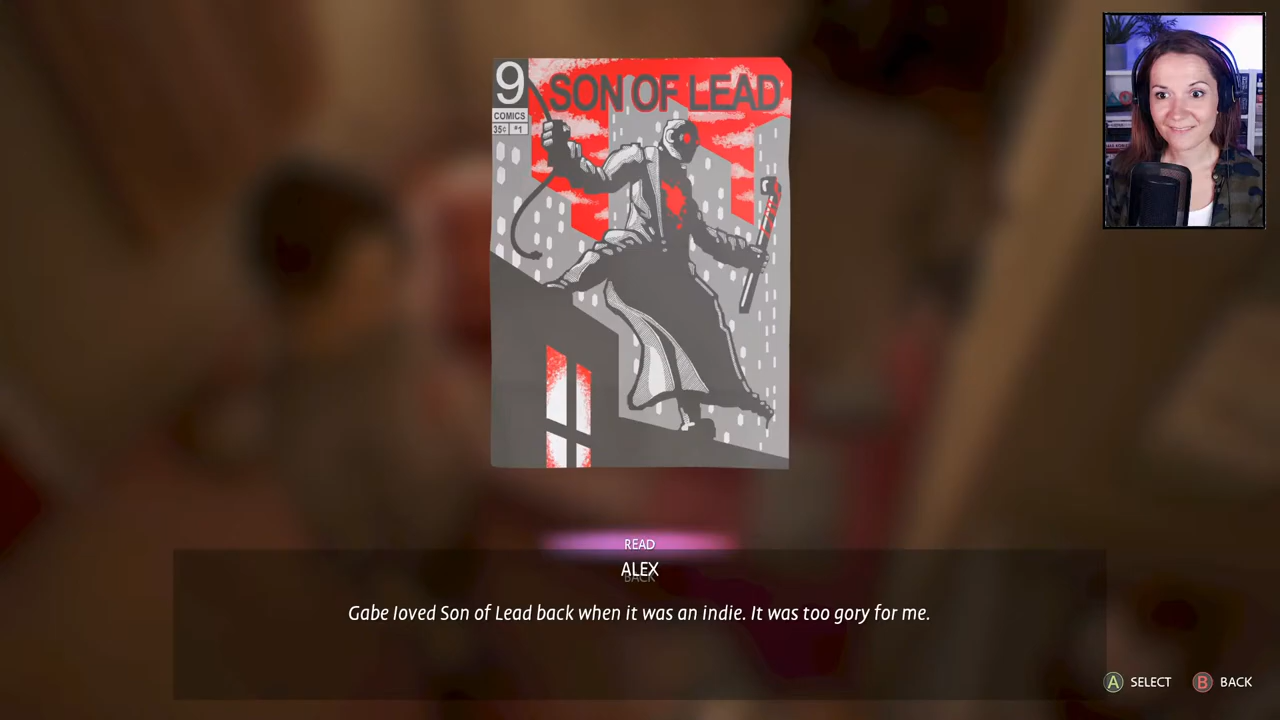 9
SON OF LEAD
COMICS
35¢ #1
READ
ALEX
BACK
Gabe loved Son of Lead back when it was an indie. It was too gory for me.
A SELECT B BACK